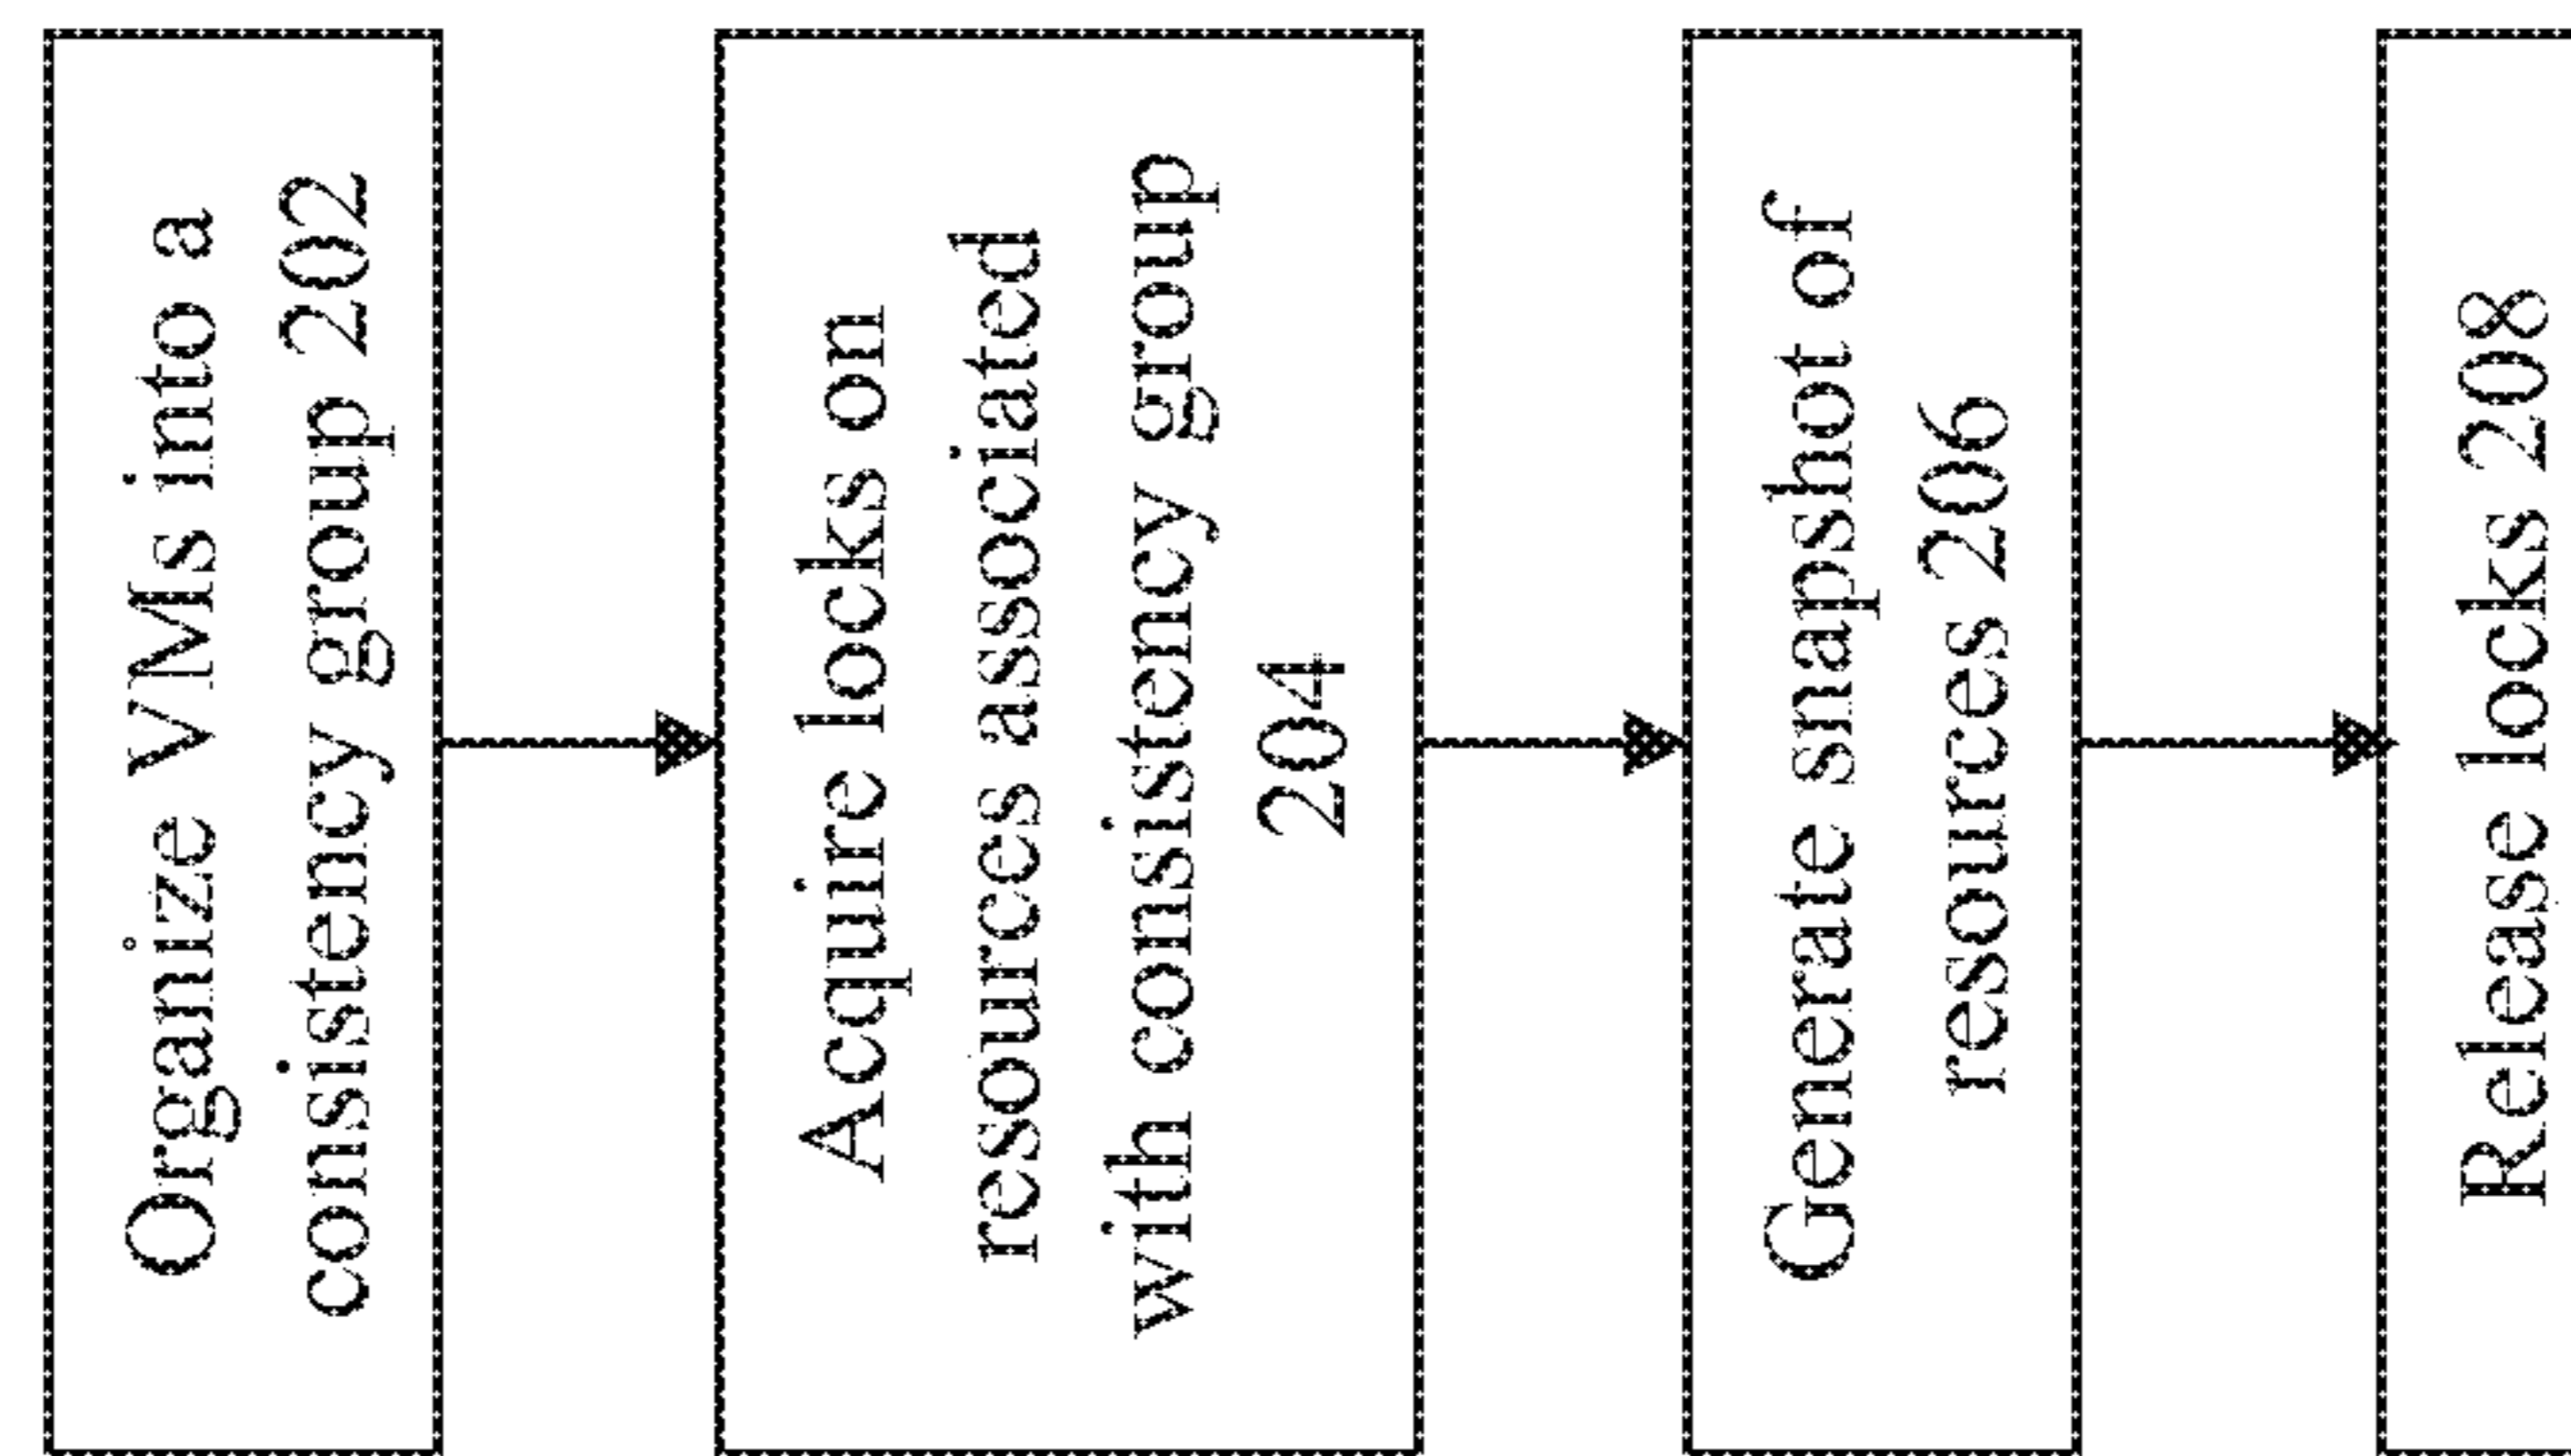 Organize VMs into a
consistency group 202
Acquire locks on
resources associated
with consistency group
204
Generate snapshot of
resources 206
Release locks 208